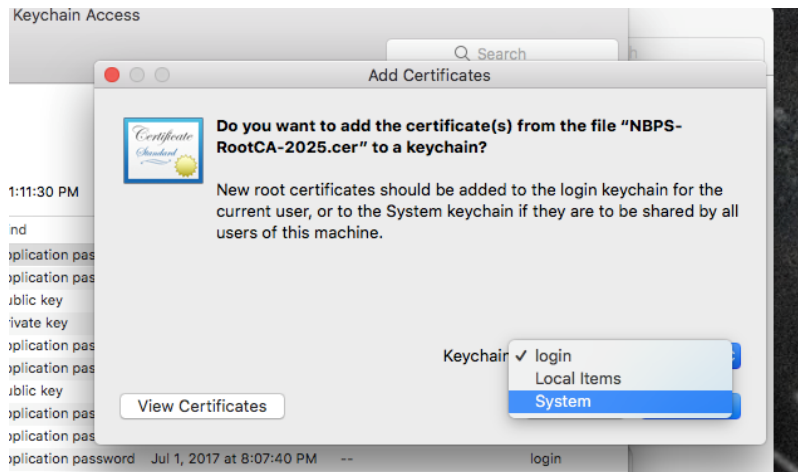 Keychain Access
Search
Add Certificates
Certificate
Standard
Do you want to add the certificate(s) from the file “NBPS-
RootCA-2025.cer” to a keychain?
New root certificates should be added to the login keychain for the
current user, or to the System keychain if they are to be shared by all
users of this machine.
1:11:30 PM
nd
pplication pas
pplication pas
ublic key
rivate key
pplication pas
pplication pas
ublic key
pplication pas
pplication pas
Keychain
✓ login
Local Items
System
View Certificates
pplication password Jul 1, 2017 at 8:07:40 PM -- login